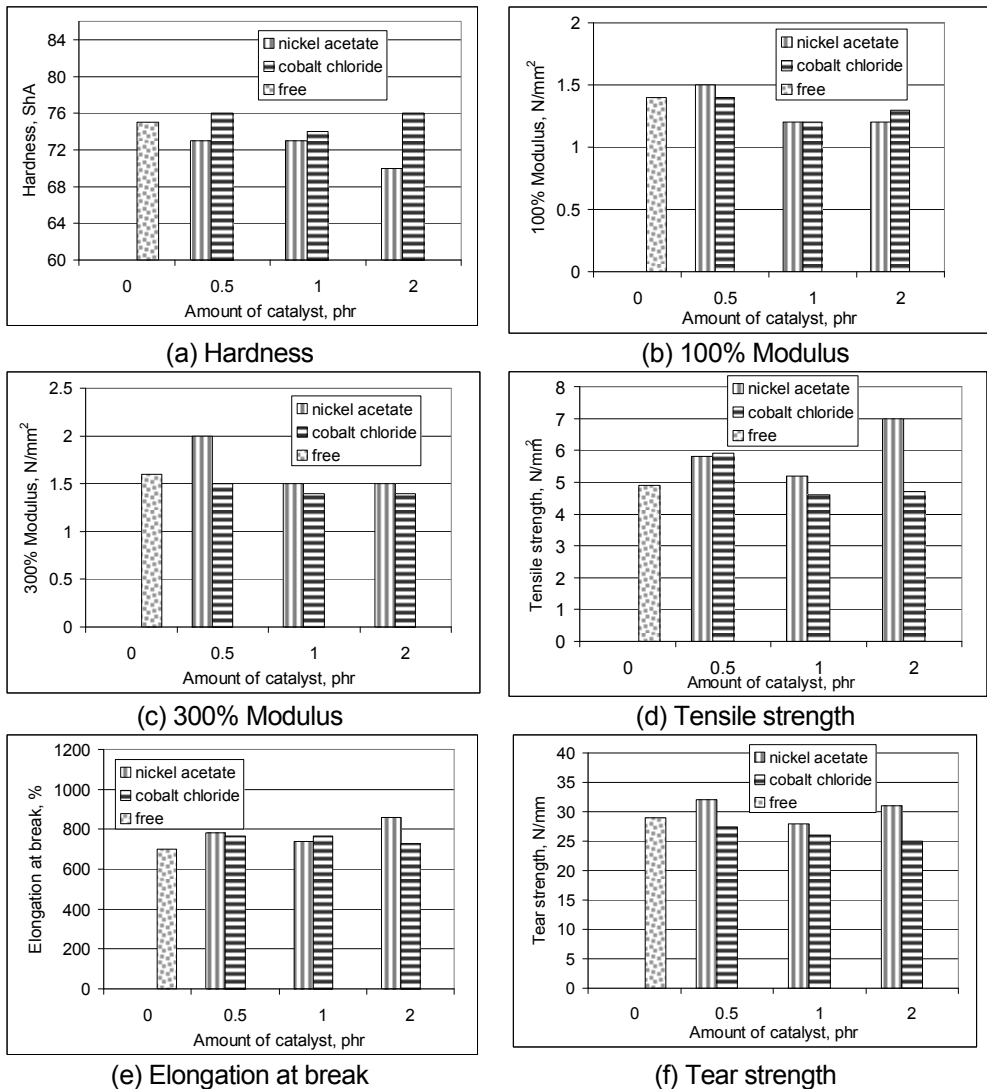 84
80
76
72
68
64
60
Hardness, ShA
nickel acetate
cobalt chloride
free
0 0.5 1 2
Amount of catalyst, phr
(a) Hardness
2
1.5
1
0.5
0
100% Modulus, N/mm²
nickel acetate
cobalt chloride
free
0 0.5 1 2
Amount of catalyst, phr
(b) 100% Modulus
2.5
2
1.5
1
0.5
0
300% Modulus, N/mm²
nickel acetate
cobalt chloride
free
0 0.5 1 2
Amount of catalyst, phr
(c) 300% Modulus
8
7
6
5
4
3
2
1
0
Tensile strength, N/mm²
nickel acetate
cobalt chloride
free
0 0.5 1 2
Amount of catalyst, phr
(d) Tensile strength
1200
1000
800
600
400
200
0
Elongation at break, %
nickel acetate
cobalt chloride
free
0 0.5 1 2
Amount of catalyst, phr
(e) Elongation at break
40
35
30
25
20
15
10
5
0
Tear strength, N/mm
nickel acetate
cobalt chloride
free
0 0.5 1 2
Amount of catalyst, phr
(f) Tear strength